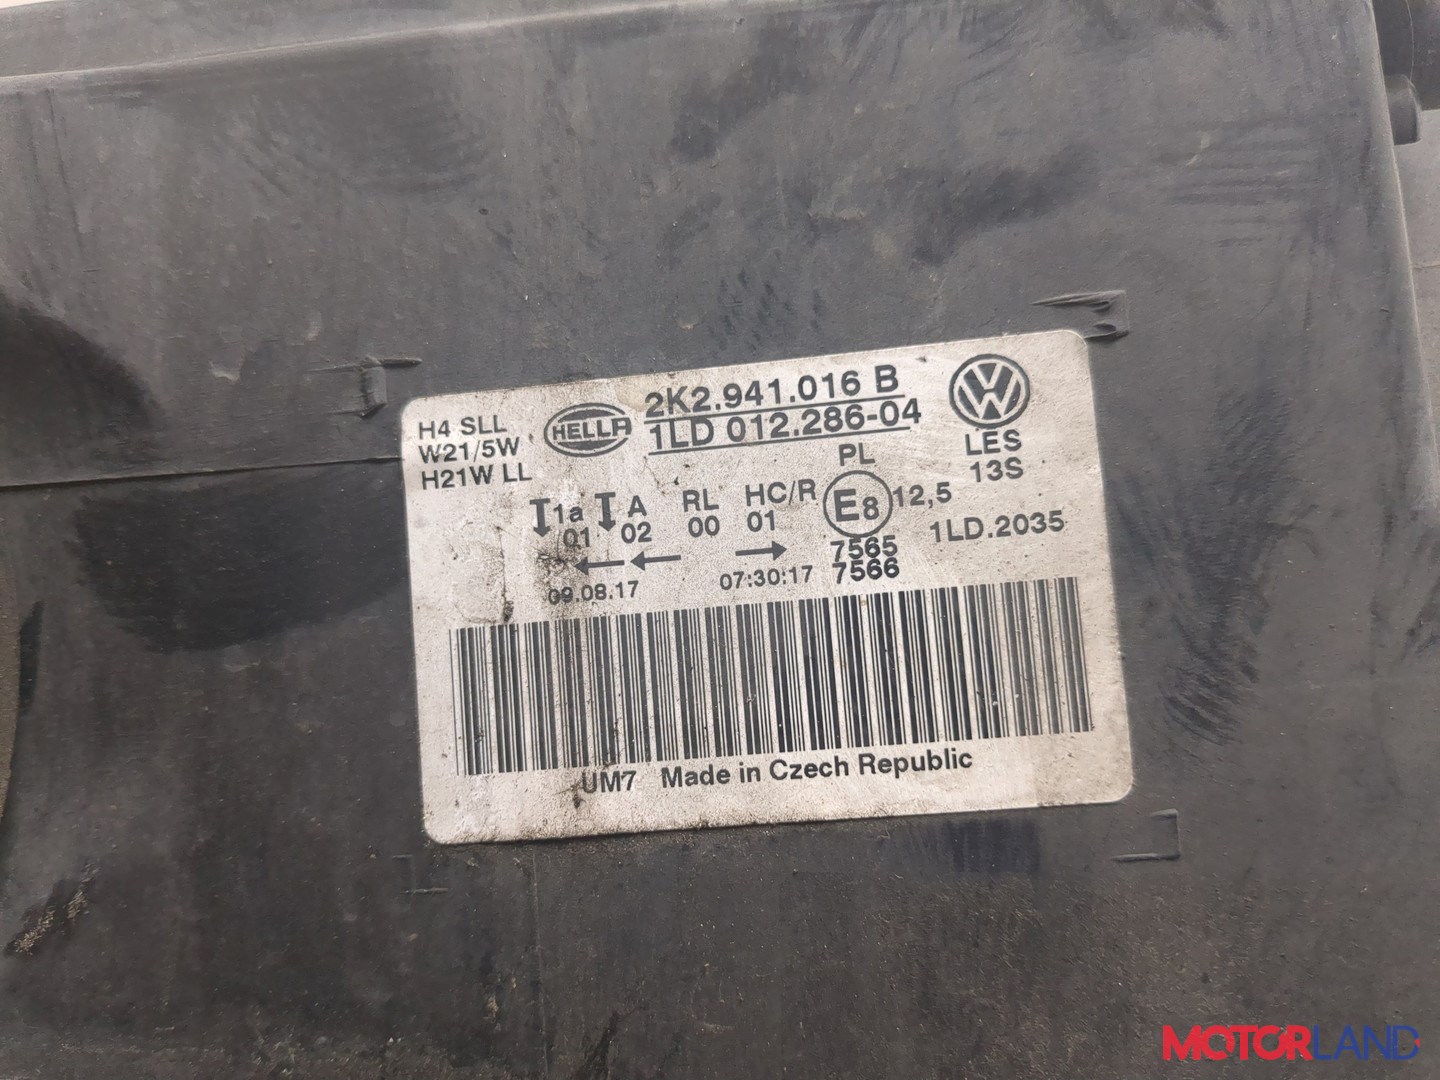 H4 SLL
W21/5W
H21W LL
HELLA
2K2.941.016 B
1LD 012.286-04
LES
13S
PL
1a
01
A
02
RL
00
HC/R
01
E8
12,5
7565
7566
1LD.2035
09.08.17
07:30:17
UM7 Made in Czech Republic
MOTORLAND